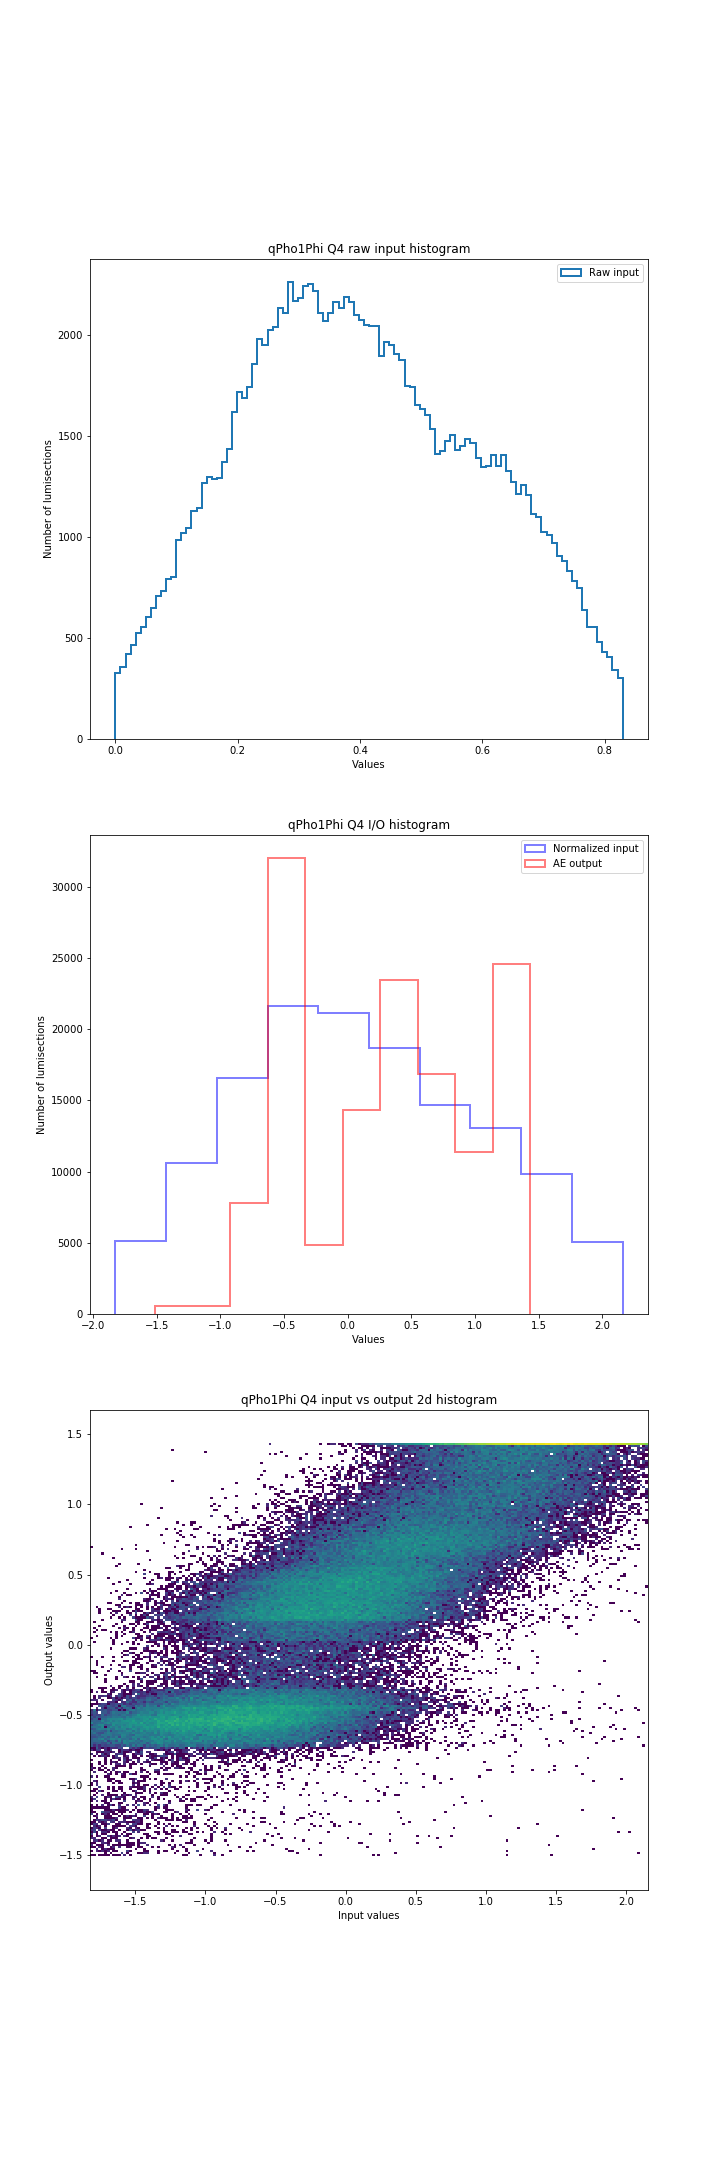 qPho1Phi Q4 raw input histogram
Raw input
2000
1500
1000
500
0
Number of lumisections
0.0 0.2 0.4 0.6 0.8
Values
qPho1Phi Q4 I/O histogram
Normalized input
AE output
30000
25000
20000
15000
10000
5000
0
Number of lumisections
−2.0 −1.5 −1.0 −0.5 0.0 0.5 1.0 1.5 2.0
Values
qPho1Phi Q4 input vs output 2d histogram
1.5
1.0
0.5
0.0
−0.5
−1.0
−1.5
Output values
−1.5 −1.0 −0.5 0.0 0.5 1.0 1.5 2.0
Input values